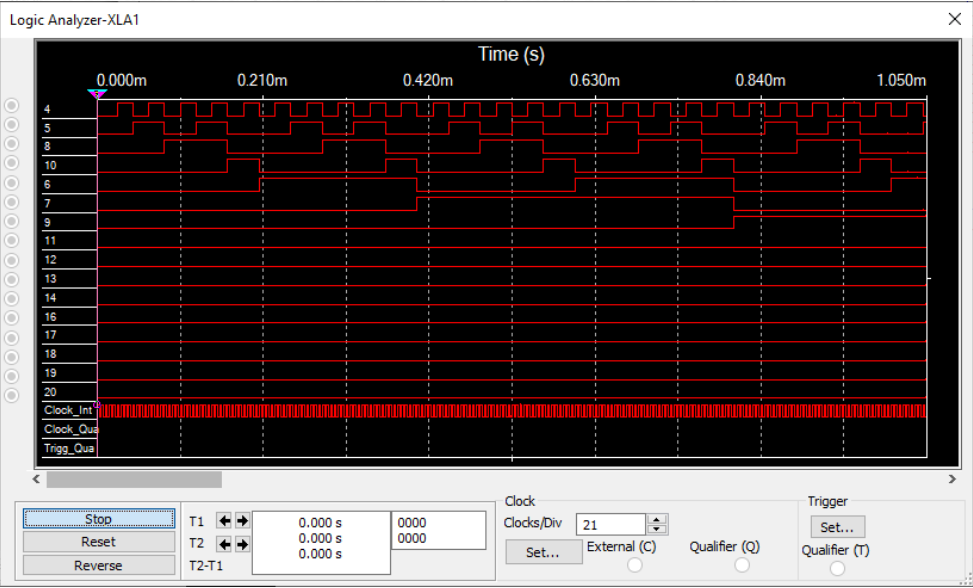 Logic Analyzer-XLA1
Time (s)
0.000m 0.210m 0.420m 0.630m 0.840m 1.050m
4
5
8
10
6
7
9
11
12
13
14
16
17
18
19
20
Clock_Int
Clock_Qua
Trigg_Qua
Stop
Reset
Reverse
T1
T2
T2-T1
0.000 s
0.000 s
0.000 s
0000
0000
Clock
Clocks/Div 21
Set...
External (C)
Qualifier (Q)
Trigger
Set...
Qualifier (T)